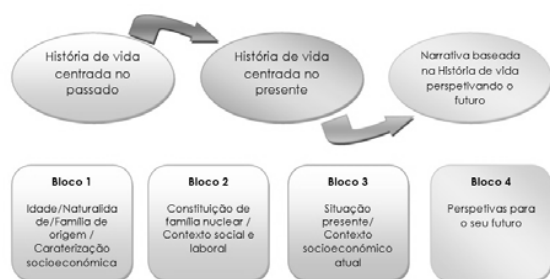 História de vida
centrada no
passado
História de vida
centrada no
presente
Narrativa baseada
na História de vida
perspetivando o
futuro
Bloco 1
Idade/Naturalida
de/Família de
origem /
Caraterização
socioeconómica
Bloco 2
Constituição de
família nuclear /
Contexto social e
laboral
Bloco 3
Situação
presente/
Contexto
socioeconómico
atual
Bloco 4
Perspetivas para
o seu futuro